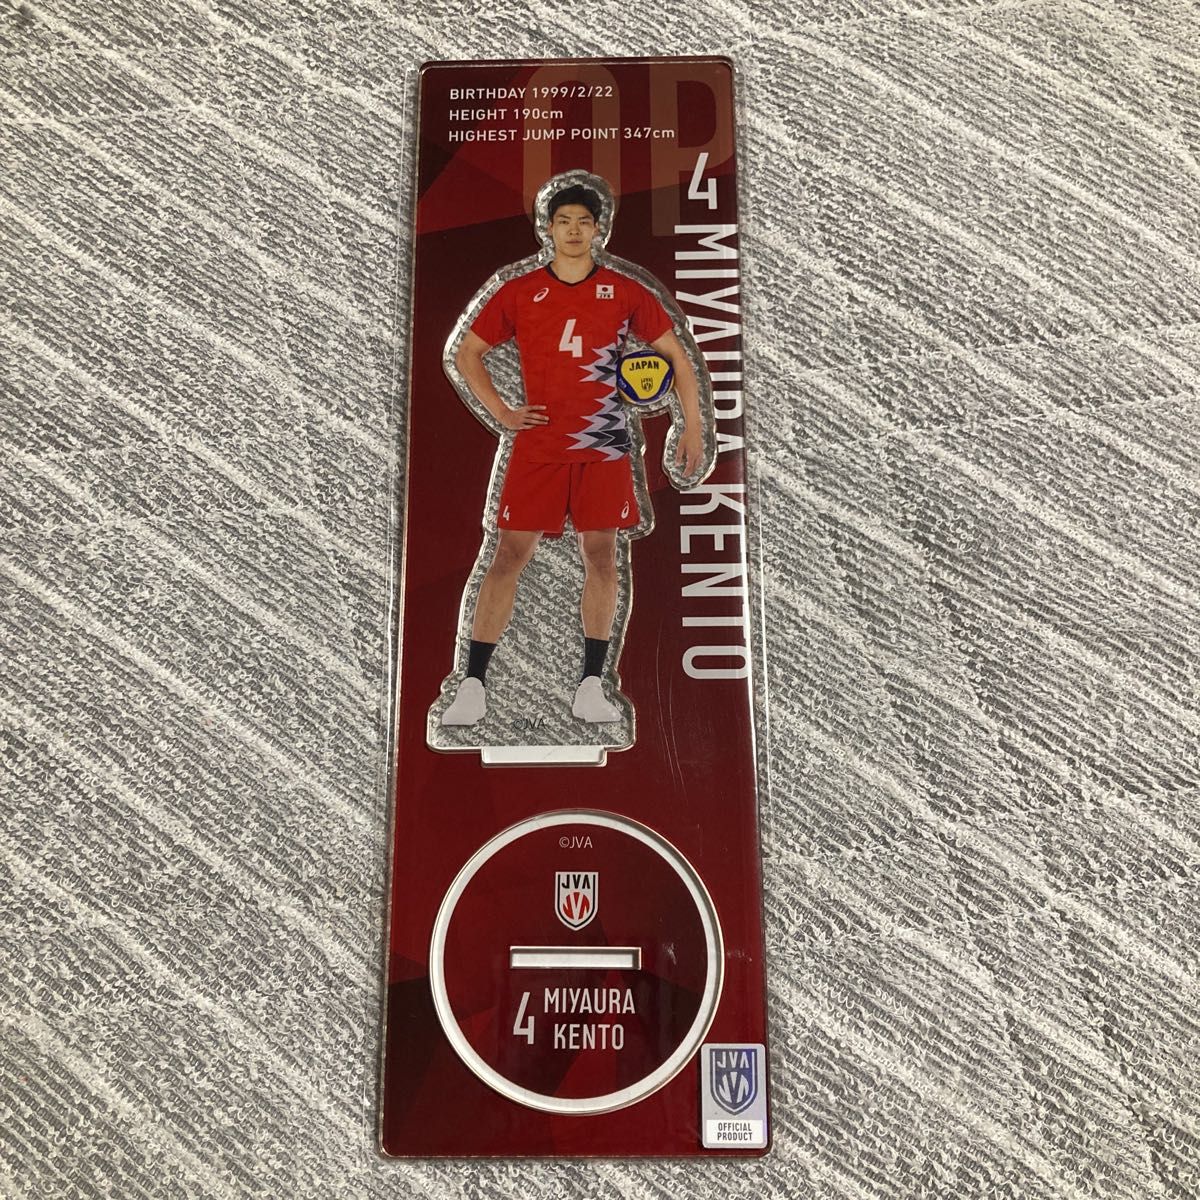 OP
BIRTHDAY 1999/2/22
HEIGHT 190cm
HIGHEST JUMP POINT 347cm
4 MIYAURA KENTO
JVA
4
JAPAN
JVA
4
©JVA
©JVA
JVA
4 MIYAURA
KENTO
JVA
OFFICIAL
PRODUCT